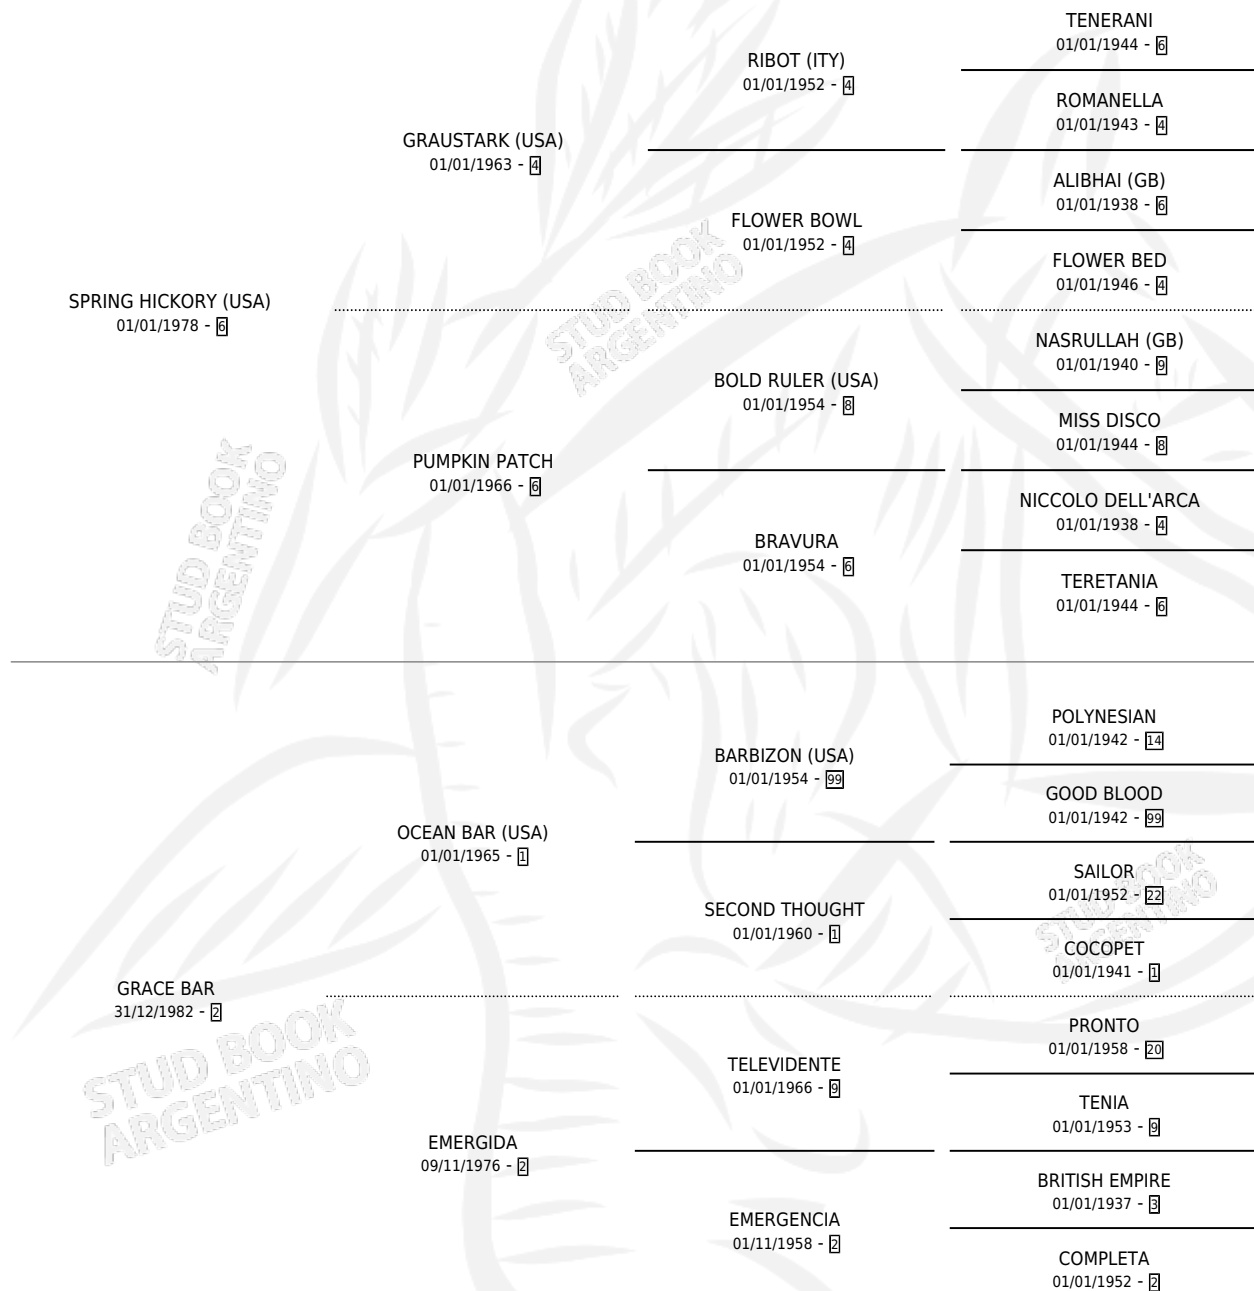 TENERANI
01/01/1944 - 6
RIBOT (ITY)
01/01/1952 - 4
ROMANELLA
01/01/1943 - 4
GRAUSTARK (USA)
01/01/1963 - 4
ALIBHAI (GB)
01/01/1938 - 6
FLOWER BOWL
01/01/1952 - 4
FLOWER BED
01/01/1946 - 4
SPRING HICKORY (USA)
01/01/1978 - 6
STUD BOOK
ARGENTINO
NASRULLAH (GB)
01/01/1940 - 9
BOLD RULER (USA)
01/01/1954 - 8
MISS DISCO
01/01/1944 - 8
PUMPKIN PATCH
01/01/1966 - 6
NICCOLO DELL'ARCA
01/01/1938 - 4
BRAVURA
01/01/1954 - 6
TERETANIA
01/01/1944 - 6
STUD BOOK
ARGENTINO
POLYNESIAN
01/01/1942 - 14
BARBIZON (USA)
01/01/1954 - 99
GOOD BLOOD
01/01/1942 - 99
OCEAN BAR (USA)
01/01/1965 - 1
SAILOR
01/01/1952 - 22
SECOND THOUGHT
01/01/1960 - 1
STUD BOOK
ARGENTINO
COCOPET
01/01/1941 - 1
GRACE BAR
31/12/1982 - 2
STUD BOOK
ARGENTINO
PRONTO
01/01/1958 - 20
TELEVIDENTE
01/01/1966 - 9
TENIA
01/01/1953 - 9
EMERGIDA
09/11/1976 - 2
BRITISH EMPIRE
01/01/1937 - 3
EMERGENCIA
01/11/1958 - 2
COMPLETA
01/01/1952 - 2